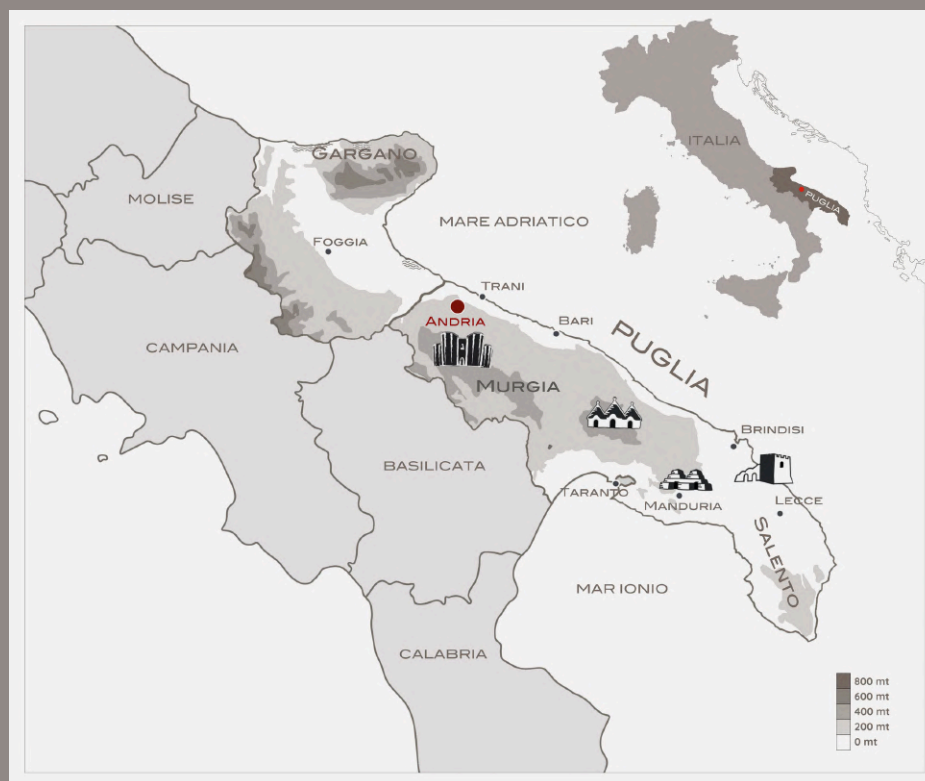 GARGANO
ITALIA
MOLISE
PUGLIA
MARE ADRIATICO
FOGGIA
TRANI
ANDRIA
BARI
CAMPANIA
PUGLIA
MURGIA
BRINDISI
BASILICATA
TARANTO
MANDURIA
LECCE
SALENTO
MAR IONIO
CALABRIA
800 mt
600 mt
400 mt
200 mt
0 mt